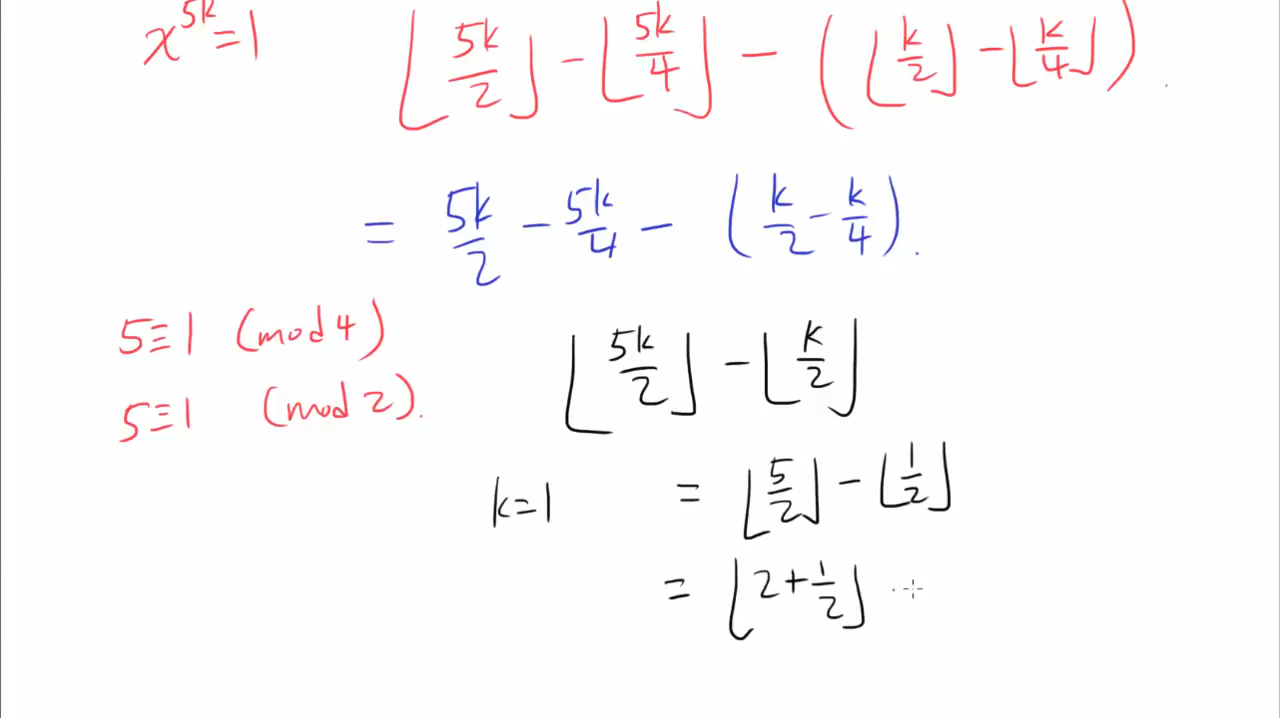 x^{5k}=1 ⌊5k/2⌋ - ⌊5k/4⌋ - (⌊k/2⌋ - ⌊k/4⌋).
= 5k/2 - 5k/4 - (k/2 - k/4).
5≡1 (mod 4)
⌊5k/2⌋ - ⌊k/2⌋
5≡1 (mod 2).
k=1 = ⌊5/2⌋ - ⌊1/2⌋
= ⌊2+1/2⌋